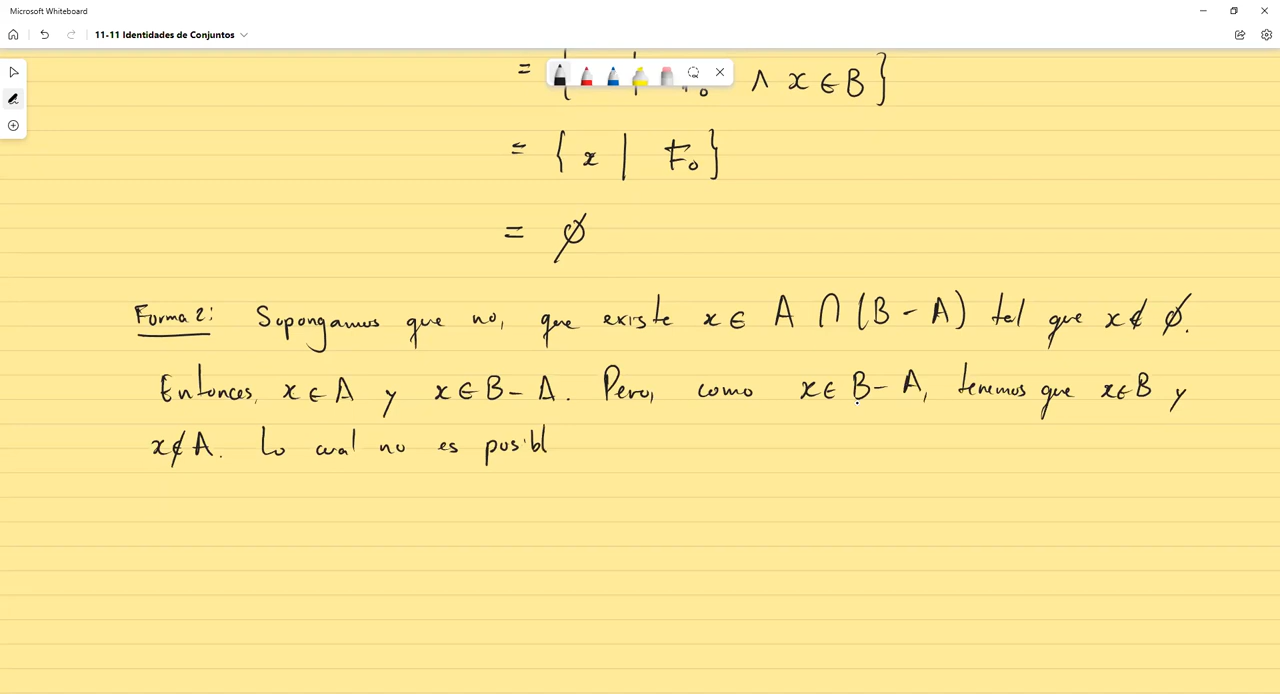 Microsoft Whiteboard
11-11 Identidades de Conjuntos
= { | F₀ ∧ x ∈ B }
= { x | F₀ }
= ∅
Forma 2: Supongamos que no, que existe x ∈ A ∩ (B - A) tal que x ∉ ∅.
Entonces, x ∈ A y x ∈ B - A. Pero, como x ∈ B - A, tenemos que x ∈ B y
x ∉ A. Lo cual no es posibl